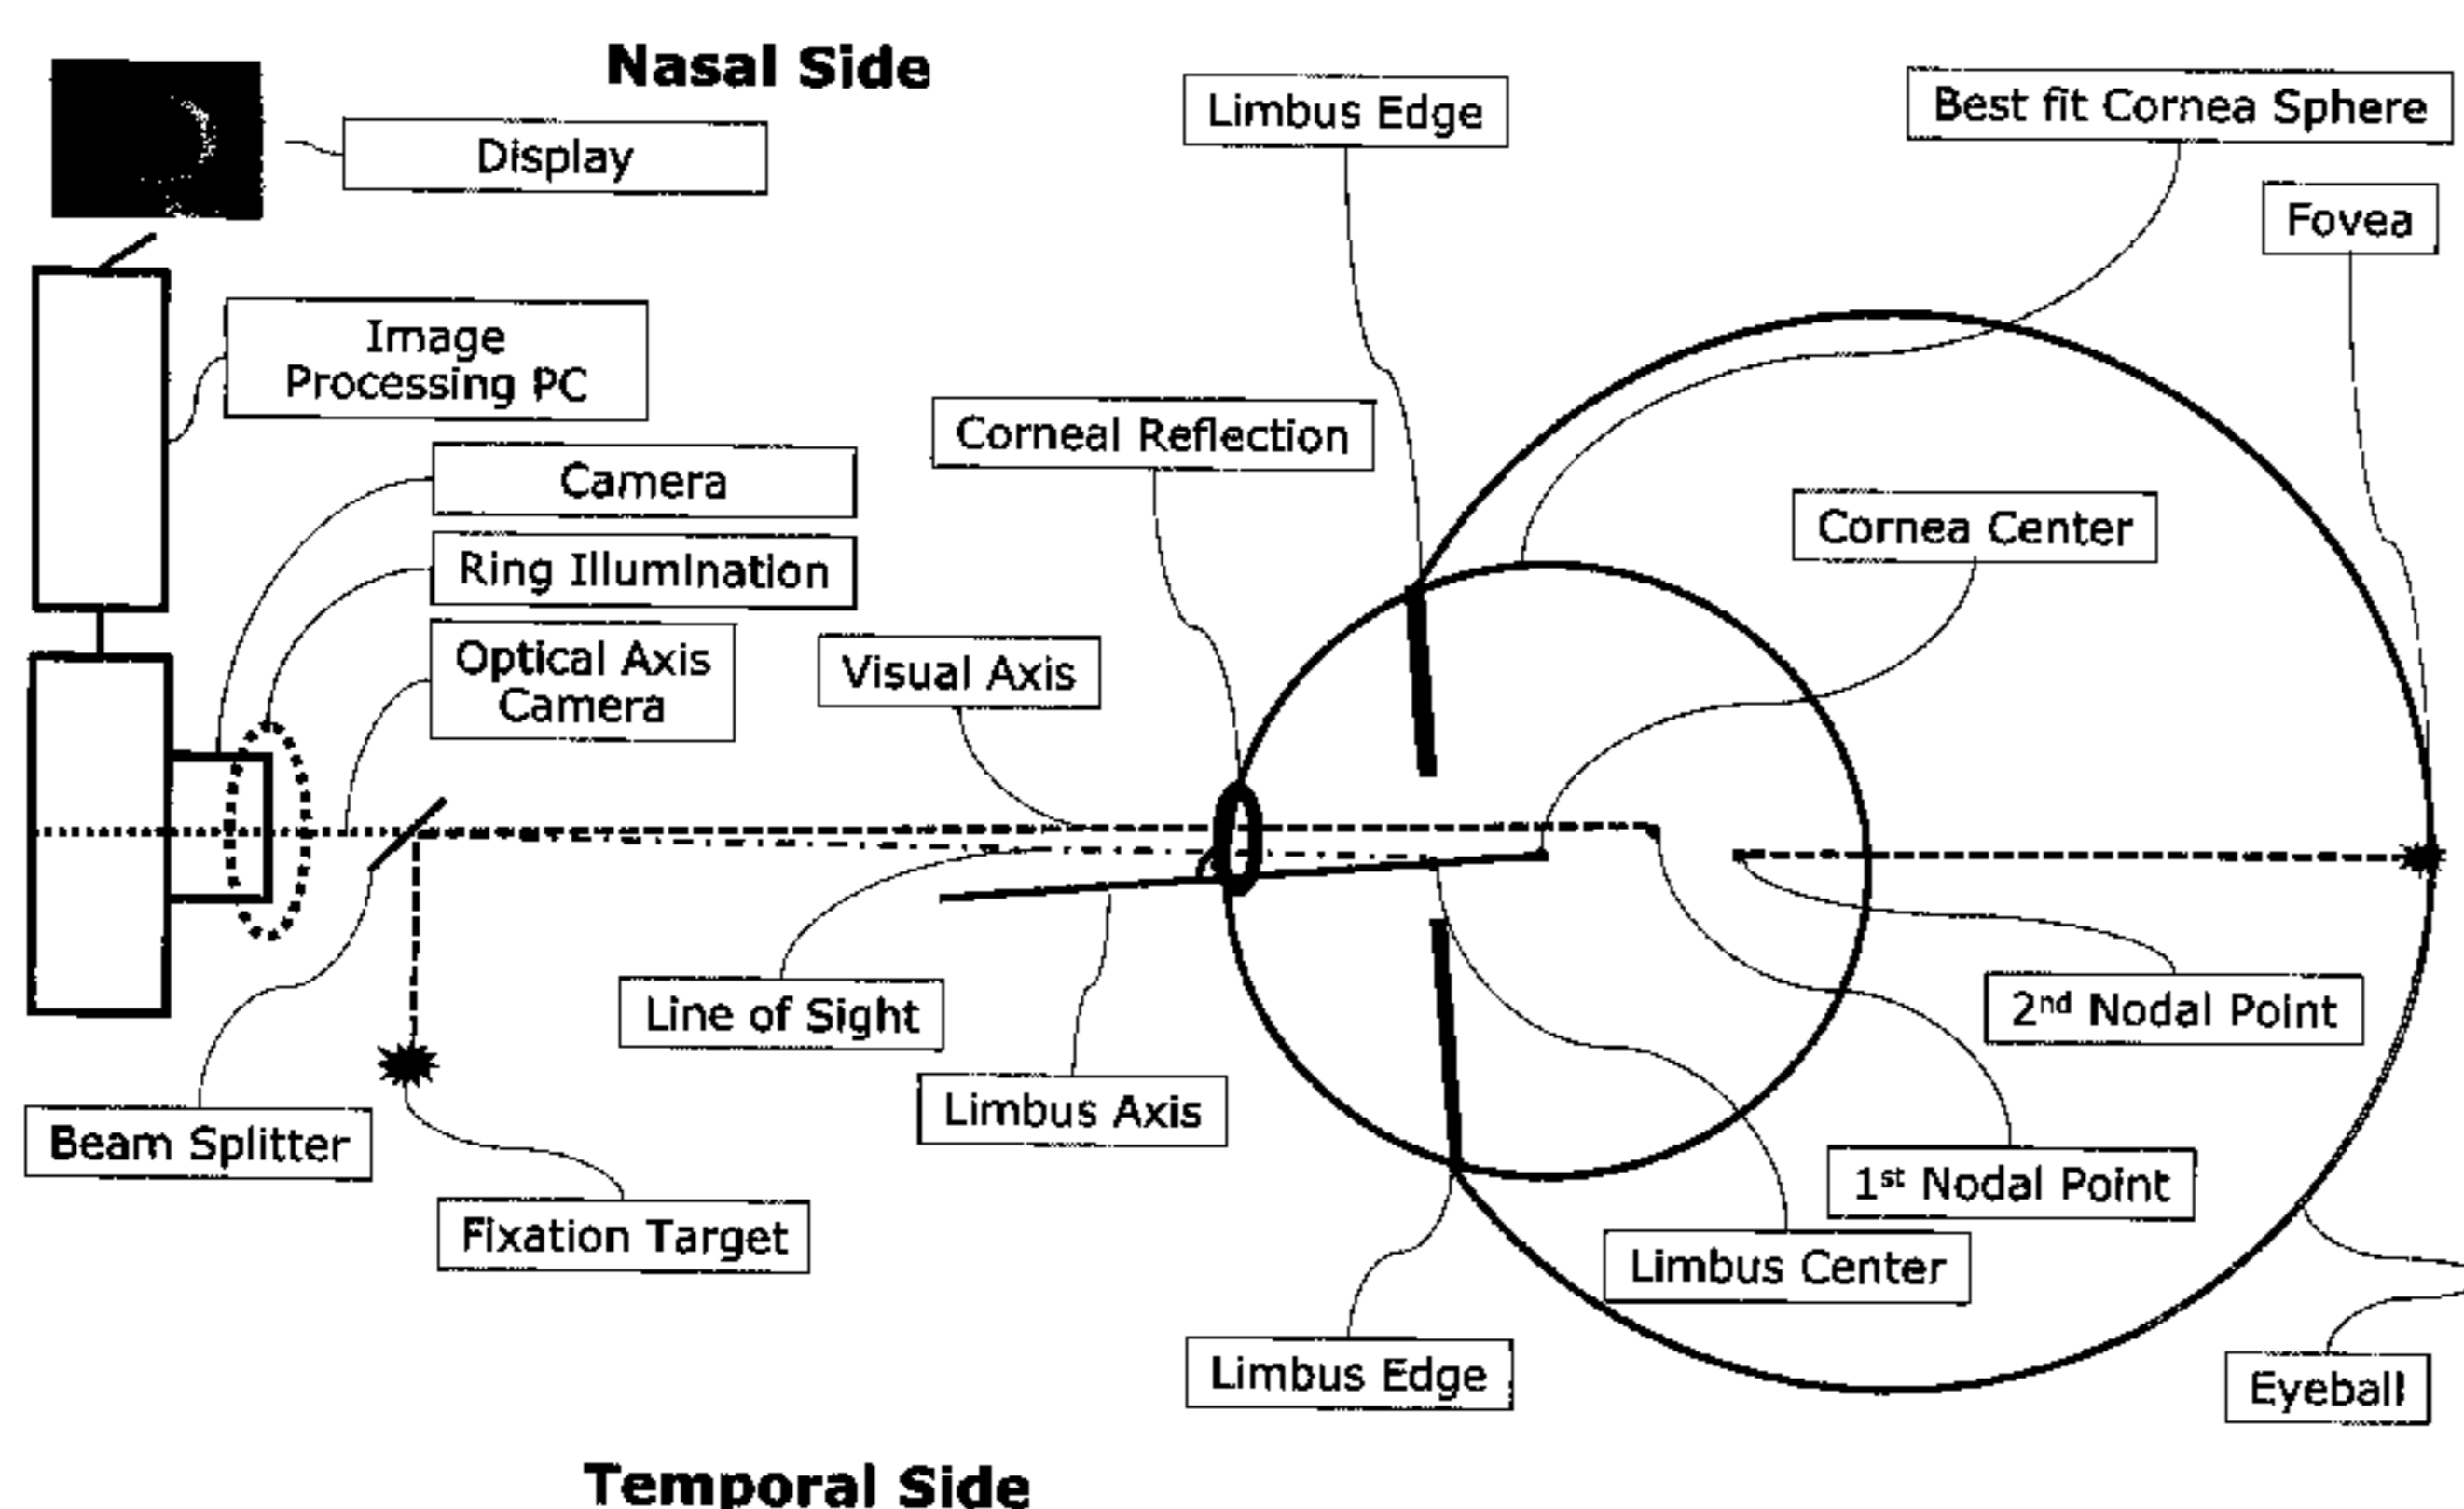 Nasal Side
Display
Limbus Edge
Best fit Cornea Sphere
Fovea
Image
Processing PC
Corneal Reflection
Camera
Cornea Center
Ring Illumination
Optical Axis
Camera
Visual Axis
2nd Nodal Point
Line of Sight
Limbus Axis
Beam Splitter
1st Nodal Point
Fixation Target
Limbus Center
Limbus Edge
Eyeball
Temporal Side